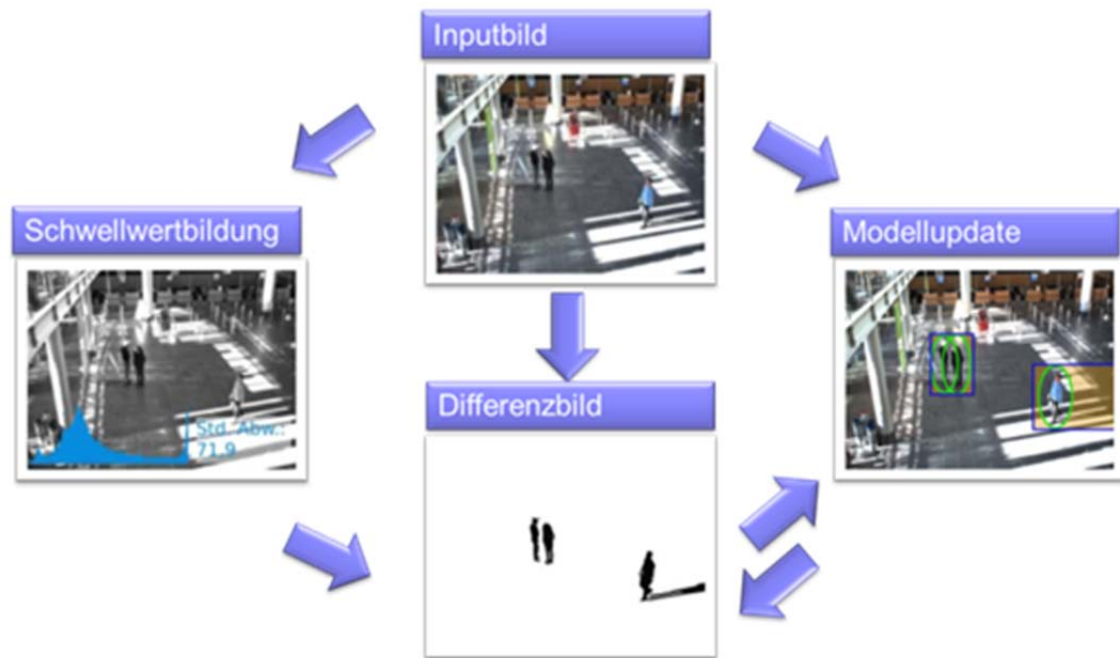 Inputbild
Schwellwertbildung
Modellupdate
Std. Abw.:
71.9
Differenzbild